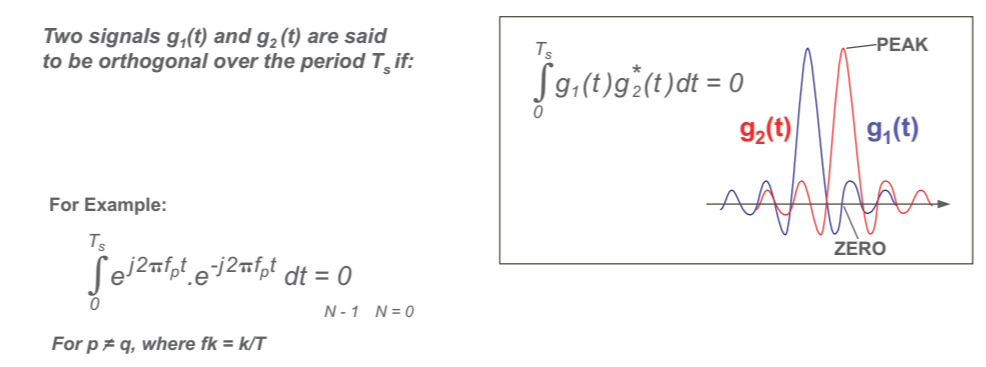 Two signals g₁(t) and g₂(t) are said
to be orthogonal over the period Tₛ if:
For Example:
∫₀^Tₛ e^j2πfₚt . e^-j2πfₚt dt = 0
N - 1 N = 0
For p ≠ q, where fk = k/T
∫₀^Tₛ g₁(t)g₂*(t)dt = 0
PEAK
g₂(t)
g₁(t)
ZERO